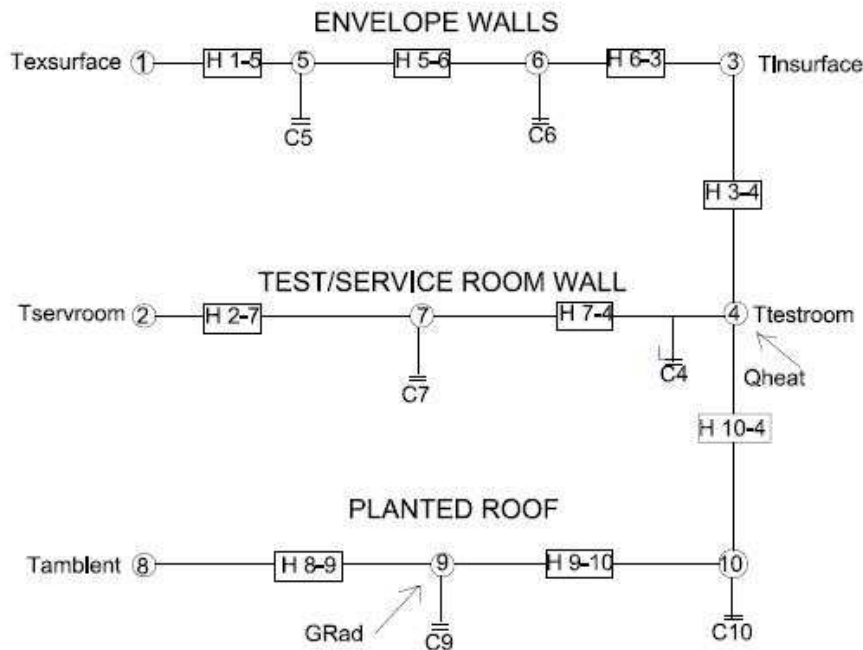 ENVELOPE WALLS
Texsurface 1 H 1-5 5 H 5-6 6 H 6-3 3 TInsurface
C5 C6
H 3-4
TEST/SERVICE ROOM WALL
Tservroom 2 H 2-7 7 H 7-4 4 Ttestroom
C7 C4 Qheat
H 10-4
PLANTED ROOF
Tambient 8 H 8-9 9 H 9-10 10
GRad C9 C10